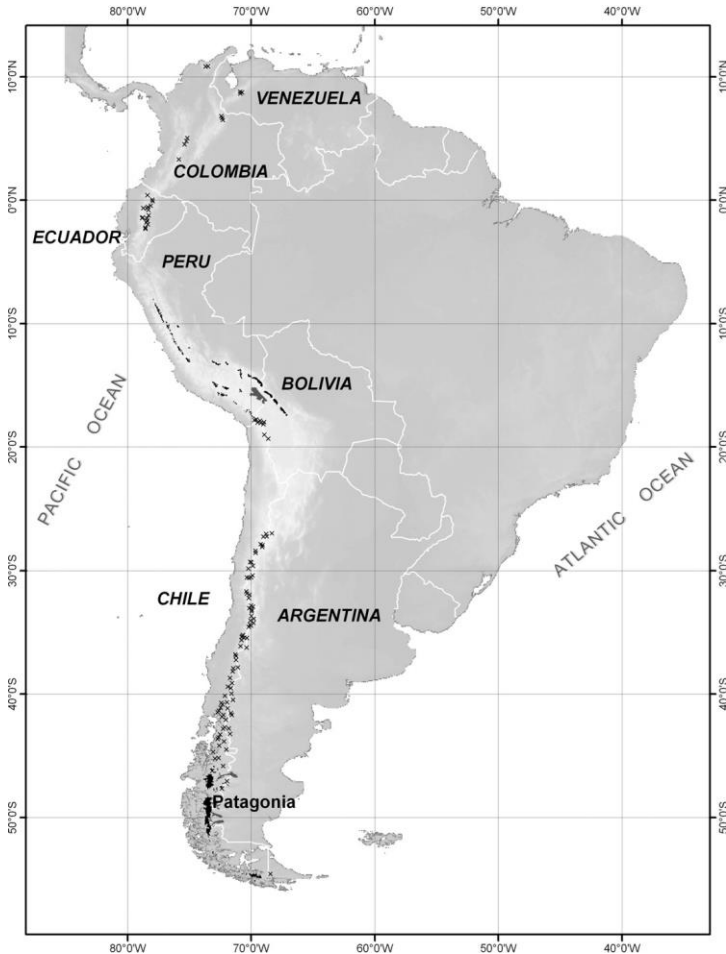 80°0'W 70°0'W 60°0'W 50°0'W 40°0'W
10°0'N 10°0'N
VENEZUELA
COLOMBIA
0°0'N 0°0'N
ECUADOR
PERU
10°0'S 10°0'S
BOLIVIA
PACIFIC OCEAN
20°0'S 20°0'S
ATLANTIC OCEAN
30°0'S 30°0'S
CHILE
ARGENTINA
40°0'S 40°0'S
Patagonia
50°0'S 50°0'S
80°0'W 70°0'W 60°0'W 50°0'W 40°0'W